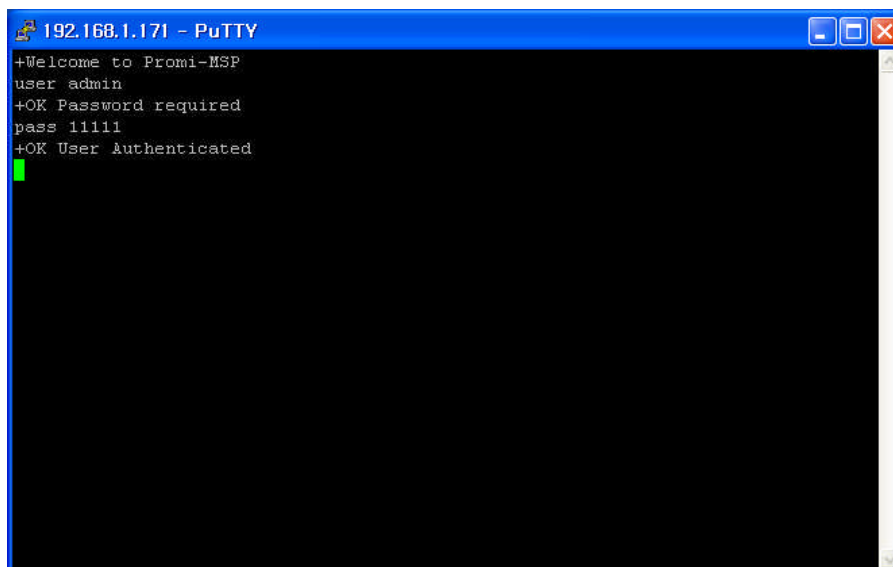 192.168.1.171 - PuTTY
+Welcome to Promi-MSP
user admin
+OK Password required
pass 11111
+OK User Authenticated